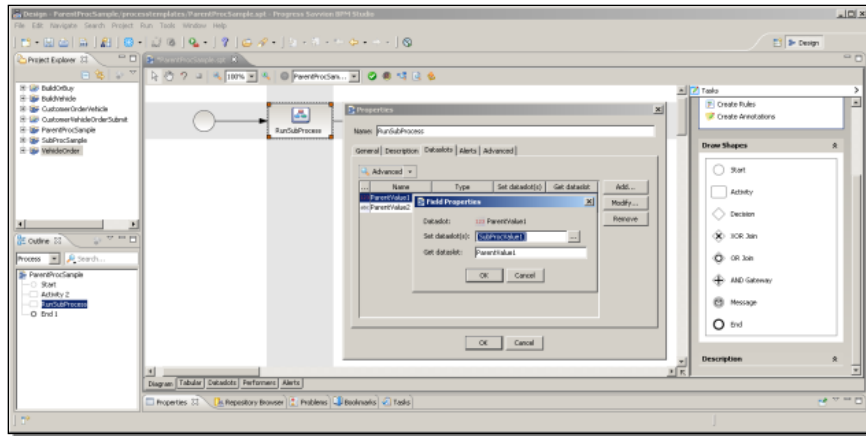 Design - ParentProcSample/processtemplates/ParentProcSample.spt - Progress Savvion BPM Studio
File Edit Navigate Search Project Run Tools Window Help
Design
Project Explorer
*ParentProcSample.spt
100%
ParentProcSam...
BuildOrBuy
BuildVehicle
CustomerOrderVehicle
CustomerVehicleOrderSubmit
ParentProcSample
SubProcSample
VehicleOrder
RunSubProcess
Properties
Name: RunSubProcess
General Description Dataslots Alerts Advanced
Advanced
... Name Type Set dataslot(s) Get dataslot
ParentValue1
ParentValue2
Add...
Modify...
Remove
Field Properties
Dataslot: ParentValue1
Set dataslot(s): SubProcValue1 ...
Get dataslot: ParentValue1
OK Cancel
OK Cancel
Tasks
Create Rules
Create Annotations
Draw Shapes
Start
Activity
Decision
XOR Join
OR Join
AND Gateway
Message
End
Description
Outline
Process
Search...
ParentProcSample
Start
Activity 2
RunSubProcess
End 1
Diagram Tabular Dataslots Performers Alerts
Properties Repository Browser Problems Bookmarks Tasks